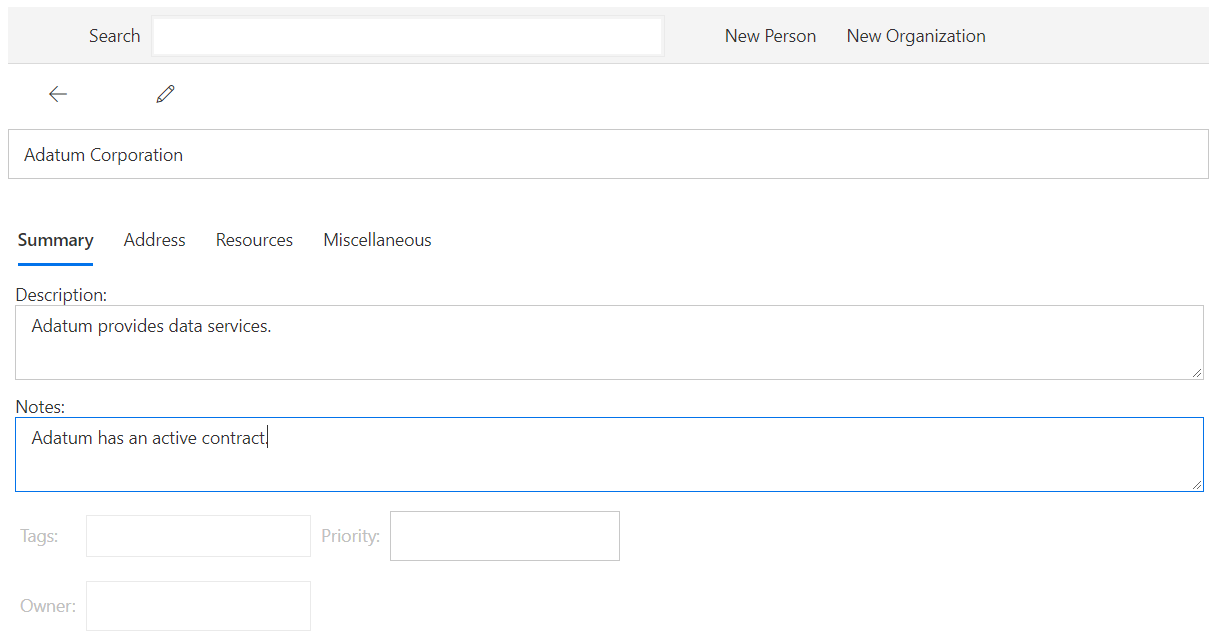 Search
New Person
New Organization
Adatum Corporation
Summary
Address
Resources
Miscellaneous
Description:
Adatum provides data services.
Notes:
Adatum has an active contract.
Tags:
Priority:
Owner: